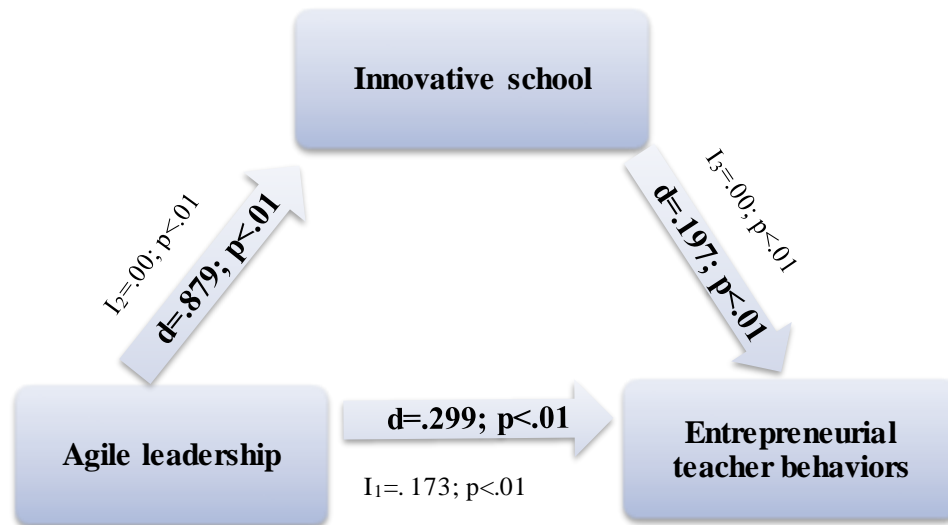 Innovative school
I₂=.00; p<.01
d=.879; p<.01
I₃=.00; p<.01
d=.197; p<.01
Agile leadership
d=.299; p<.01
I₁=. 173; p<.01
Entrepreneurial
teacher behaviors